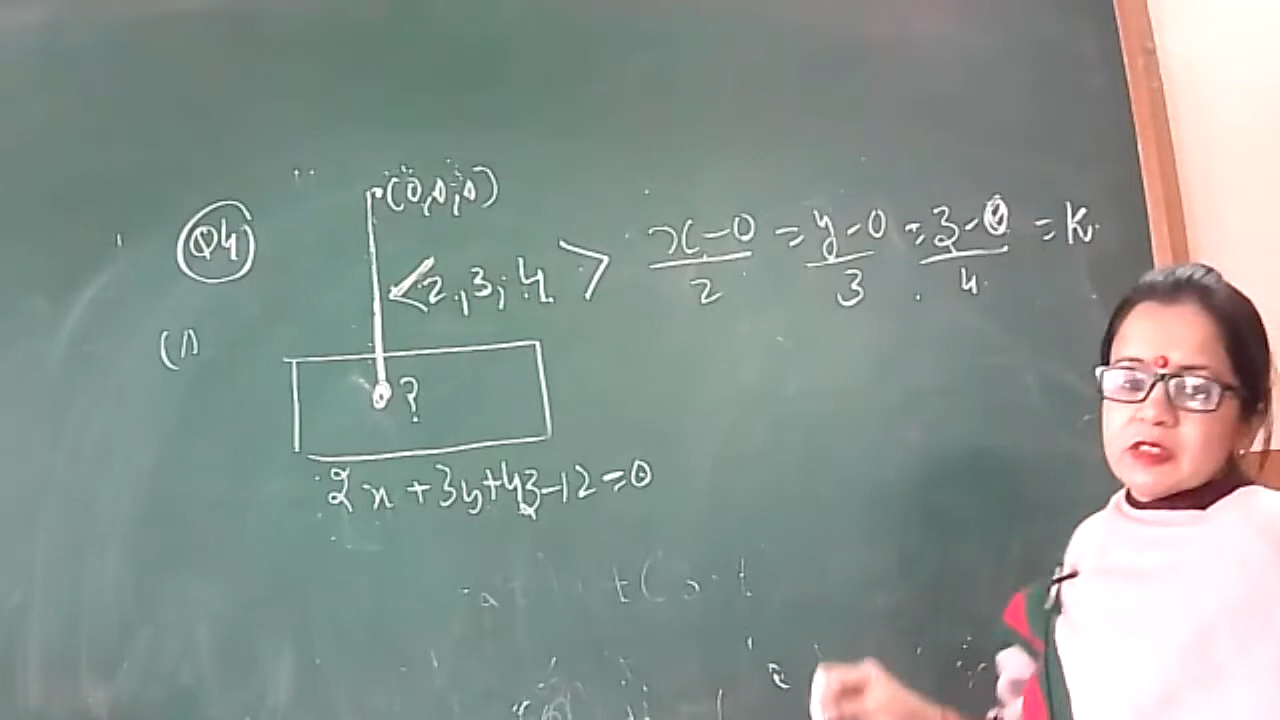 (0,0,0)
Q4
<2,3,4>
x-0/2 = y-0/3 = z-0/4 = K
(1)
?
2x+3y+4z-12=0